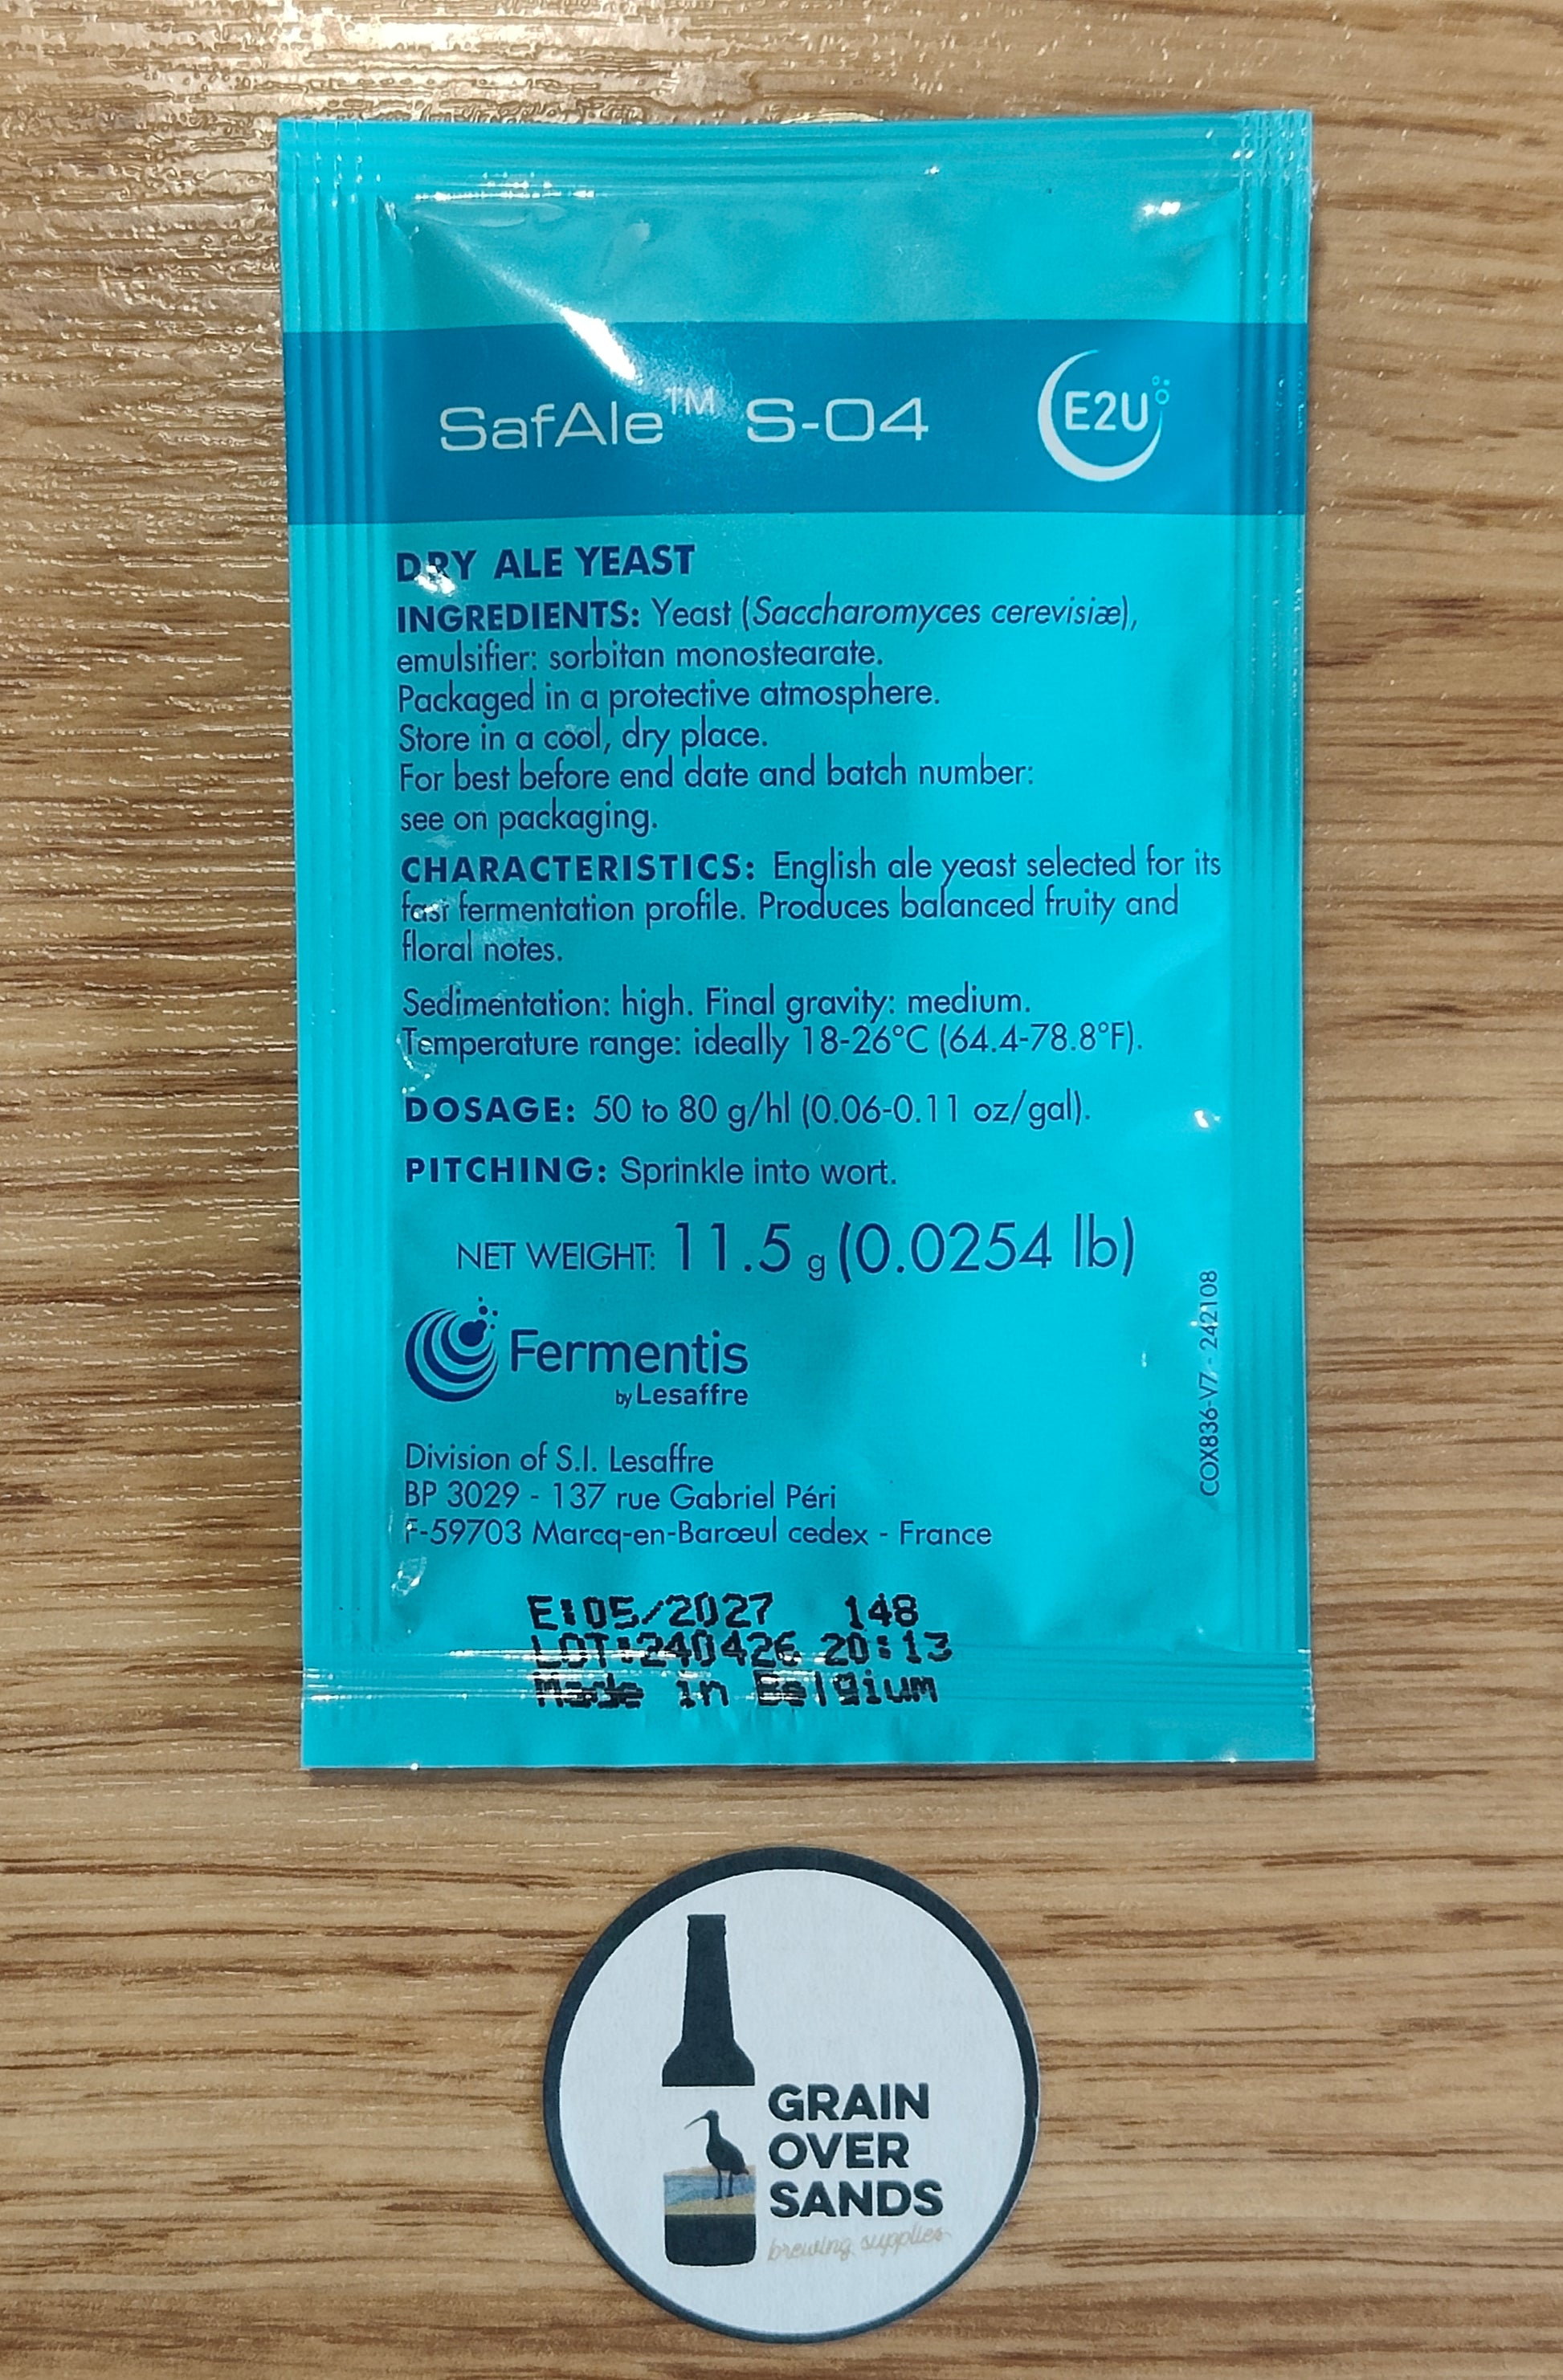 SafAle™ S-04
E2U
DRY ALE YEAST
INGREDIENTS: Yeast (Saccharomyces cerevisiæ),
emulsifier: sorbitan monostearate.
Packaged in a protective atmosphere.
Store in a cool, dry place.
For best before end date and batch number:
see on packaging.
CHARACTERISTICS: English ale yeast selected for its
fast fermentation profile. Produces balanced fruity and
floral notes.
Sedimentation: high. Final gravity: medium.
Temperature range: ideally 18-26°C (64.4-78.8°F).
DOSAGE: 50 to 80 g/hl (0.06-0.11 oz/gal).
PITCHING: Sprinkle into wort.
NET WEIGHT: 11.5 g (0.0254 lb)
Fermentis
by Lesaffre
COX836-V7 - 242108
Division of S.I. Lesaffre
BP 3029 - 137 rue Gabriel Péri
F-59703 Marcq-en-Barœul cedex - France
E:05/2027 148
LOT:240426 20:13
Made in Belgium
GRAIN
OVER
SANDS
brewing supplies